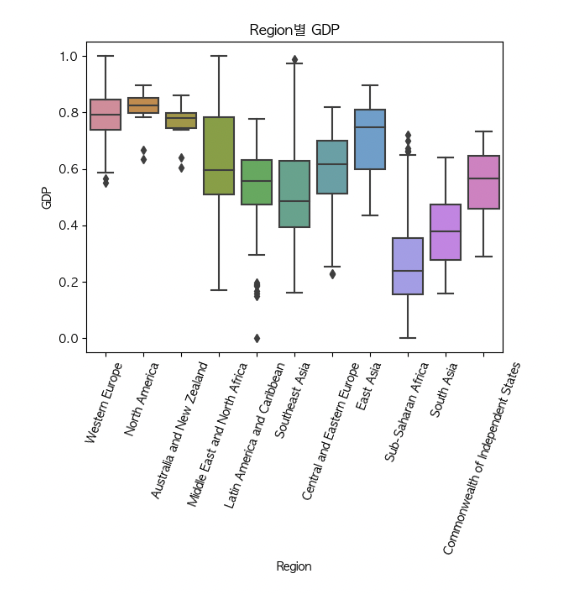 Region별 GDP
1.0
0.8
0.6
0.4
0.2
0.0
GDP
Western Europe
North America
Australia and New Zealand
Middle East and North Africa
Latin America and Caribbean
Southeast Asia
Central and Eastern Europe
East Asia
Sub-Saharan Africa
South Asia
Commonwealth of Independent States
Region